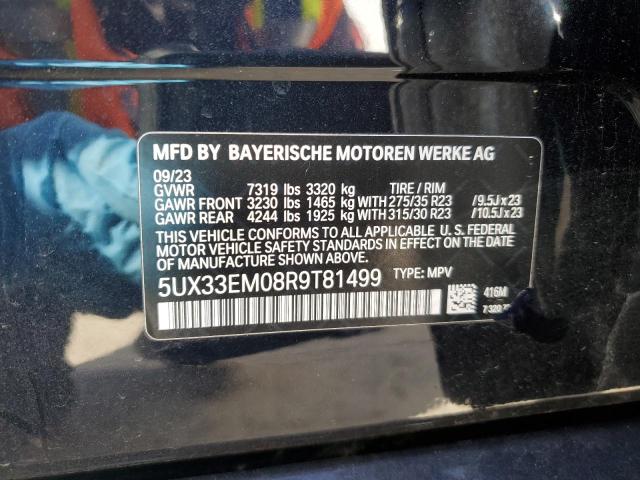 MFD BY BAYERISCHE MOTOREN WERKE AG
09/23
GVWR 7319 lbs 3320 kg TIRE / RIM
GAWR FRONT 3230 lbs 1465 kg WITH 275/35 R23 /9.5J x 23
GAWR REAR 4244 lbs 1925 kg WITH 315/30 R23 /10.5J x 23
THIS VEHICLE CONFORMS TO ALL APPLICABLE U. S. FEDERAL
MOTOR VEHICLE SAFETY STANDARDS IN EFFECT ON THE DATE
OF MANUFACTURE SHOWN ABOVE.
5UX33EM08R9T81499 TYPE: MPV
416M
7 320